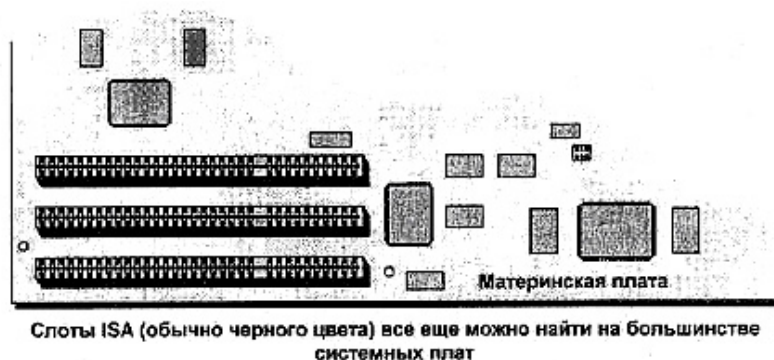 Материнская плата
Слоты ISA (обычно черного цвета) все еще можно найти на большинстве
системных плат